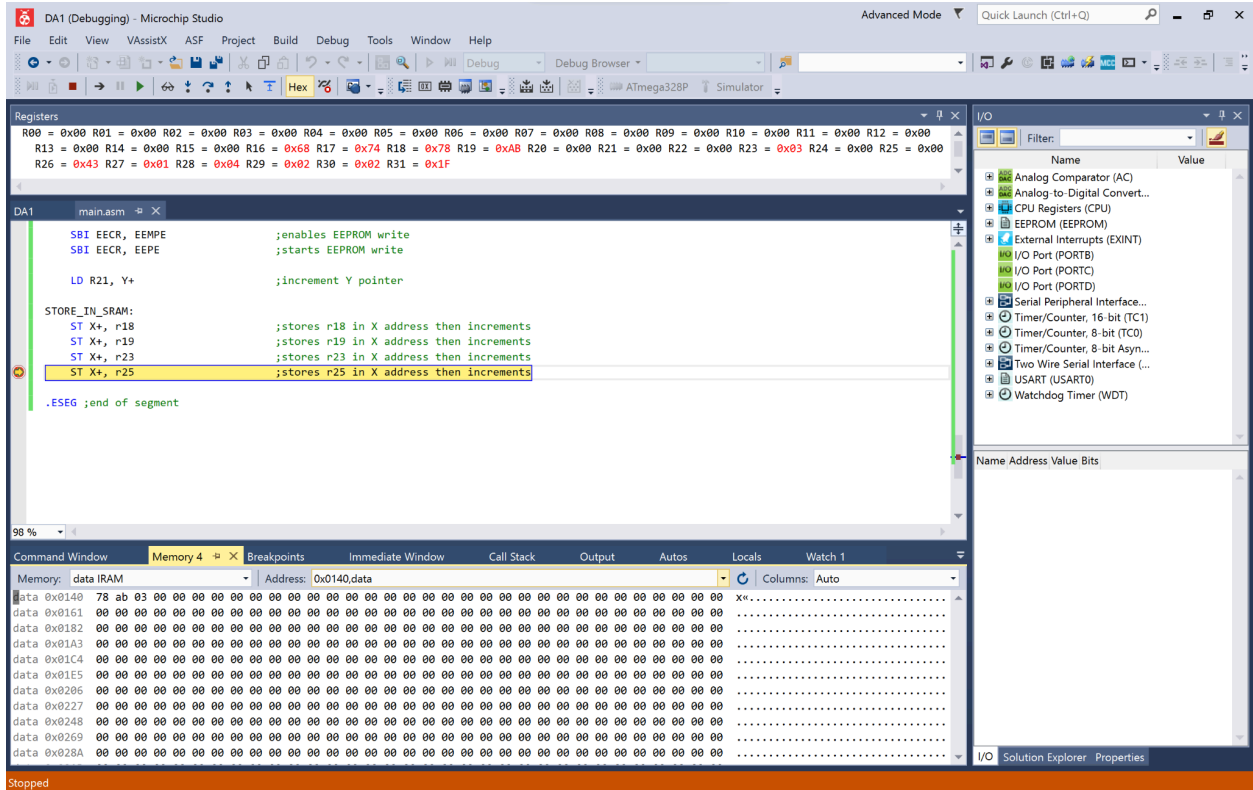 DA1 (Debugging) - Microchip Studio
Advanced Mode
Quick Launch (Ctrl+Q)
File Edit View VAssistX ASF Project Build Debug Tools Window Help
Debug Debug Browser
Hex ATmega328P Simulator
Registers
R00 = 0x00 R01 = 0x00 R02 = 0x00 R03 = 0x00 R04 = 0x00 R05 = 0x00 R06 = 0x00 R07 = 0x00 R08 = 0x00 R09 = 0x00 R10 = 0x00 R11 = 0x00 R12 = 0x00
R13 = 0x00 R14 = 0x00 R15 = 0x00 R16 = 0x68 R17 = 0x74 R18 = 0x78 R19 = 0xAB R20 = 0x00 R21 = 0x00 R22 = 0x00 R23 = 0x03 R24 = 0x00 R25 = 0x00
R26 = 0x43 R27 = 0x01 R28 = 0x04 R29 = 0x02 R30 = 0x02 R31 = 0x1F
DA1 main.asm
SBI EECR, EEMPE ;enables EEPROM write
SBI EECR, EEPE ;starts EEPROM write
LD R21, Y+ ;increment Y pointer
STORE_IN_SRAM:
ST X+, r18 ;stores r18 in X address then increments
ST X+, r19 ;stores r19 in X address then increments
ST X+, r23 ;stores r23 in X address then increments
ST X+, r25 ;stores r25 in X address then increments
.ESEG ;end of segment
98 %
Command Window Memory 4 Breakpoints Immediate Window Call Stack Output Autos Locals Watch 1
Memory: data IRAM Address: 0x0140,data Columns: Auto
data 0x0140 78 ab 03 00 00 00 00 00 00 00 00 00 00 00 00 00 00 00 00 00 00 00 00 00 00 00 00 00 00 00 00 00 00 x«..............................
data 0x0161 00 00 00 00 00 00 00 00 00 00 00 00 00 00 00 00 00 00 00 00 00 00 00 00 00 00 00 00 00 00 00 00 00 .................................
data 0x0182 00 00 00 00 00 00 00 00 00 00 00 00 00 00 00 00 00 00 00 00 00 00 00 00 00 00 00 00 00 00 00 00 00 .................................
data 0x01A3 00 00 00 00 00 00 00 00 00 00 00 00 00 00 00 00 00 00 00 00 00 00 00 00 00 00 00 00 00 00 00 00 00 .................................
data 0x01C4 00 00 00 00 00 00 00 00 00 00 00 00 00 00 00 00 00 00 00 00 00 00 00 00 00 00 00 00 00 00 00 00 00 .................................
data 0x01E5 00 00 00 00 00 00 00 00 00 00 00 00 00 00 00 00 00 00 00 00 00 00 00 00 00 00 00 00 00 00 00 00 00 .................................
data 0x0206 00 00 00 00 00 00 00 00 00 00 00 00 00 00 00 00 00 00 00 00 00 00 00 00 00 00 00 00 00 00 00 00 00 .................................
data 0x0227 00 00 00 00 00 00 00 00 00 00 00 00 00 00 00 00 00 00 00 00 00 00 00 00 00 00 00 00 00 00 00 00 00 .................................
data 0x0248 00 00 00 00 00 00 00 00 00 00 00 00 00 00 00 00 00 00 00 00 00 00 00 00 00 00 00 00 00 00 00 00 00 .................................
data 0x0269 00 00 00 00 00 00 00 00 00 00 00 00 00 00 00 00 00 00 00 00 00 00 00 00 00 00 00 00 00 00 00 00 00 .................................
data 0x028A 00 00 00 00 00 00 00 00 00 00 00 00 00 00 00 00 00 00 00 00 00 00 00 00 00 00 00 00 00 00 00 00 00 .................................
I/O
Filter:
Name Value
Analog Comparator (AC)
Analog-to-Digital Convert...
CPU Registers (CPU)
EEPROM (EEPROM)
External Interrupts (EXINT)
I/O Port (PORTB)
I/O Port (PORTC)
I/O Port (PORTD)
Serial Peripheral Interface...
Timer/Counter, 16-bit (TC1)
Timer/Counter, 8-bit (TC0)
Timer/Counter, 8-bit Asyn...
Two Wire Serial Interface (...
USART (USART0)
Watchdog Timer (WDT)
Name Address Value Bits
I/O Solution Explorer Properties
Stopped